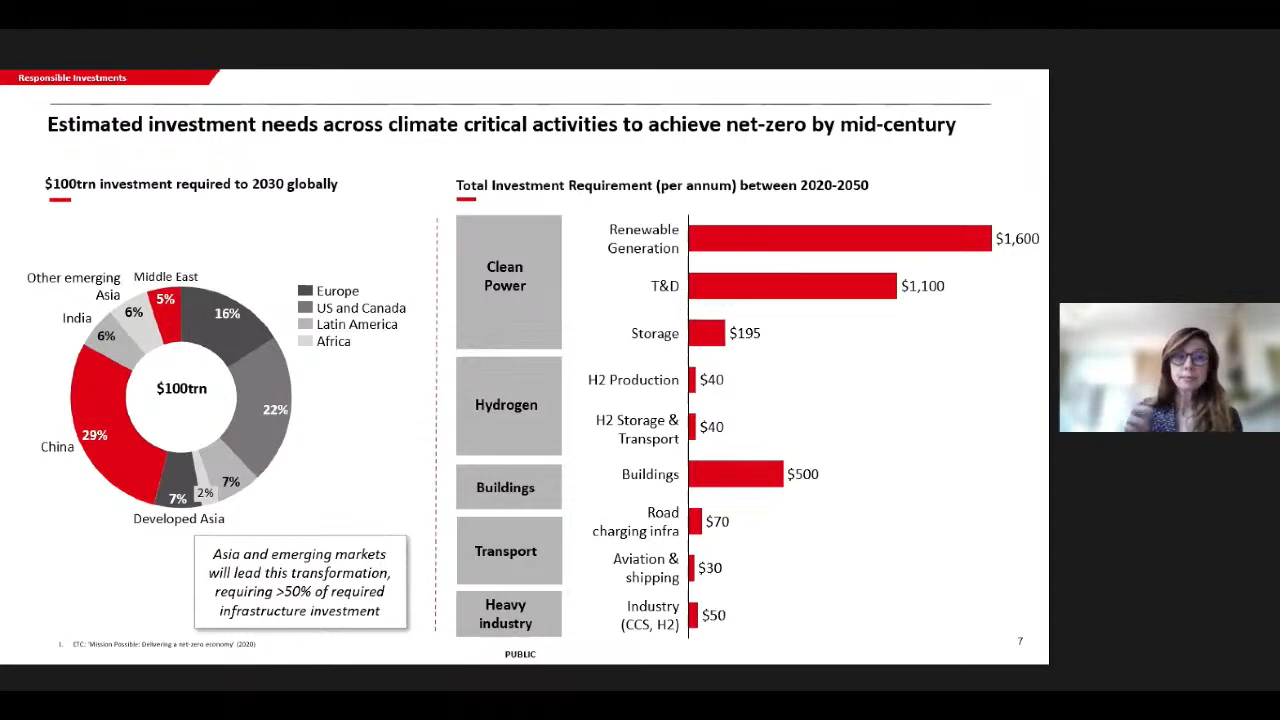 Responsible Investments
Estimated investment needs across climate critical activities to achieve net-zero by mid-century
$100trn investment required to 2030 globally
Other emerging
Asia
Middle East
India
China
Developed Asia
5%
16%
6%
6%
22%
29%
7%
2%
7%
$100trn
Europe
US and Canada
Latin America
Africa
Asia and emerging markets
will lead this transformation,
requiring >50% of required
infrastructure investment
Total Investment Requirement (per annum) between 2020-2050
Clean
Power
Renewable
Generation
$1,600
T&D
$1,100
Storage
$195
Hydrogen
H2 Production
$40
H2 Storage &
Transport
$40
Buildings
Buildings
$500
Transport
Road
charging infra
$70
Aviation &
shipping
$30
Heavy
industry
Industry
(CCS, H2)
$50
I. ETC: 'Mission Possible: Delivering a net-zero economy' (2020)
PUBLIC
7